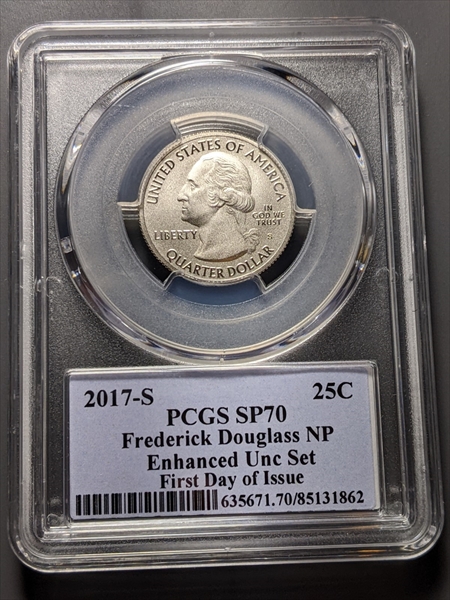 UNITED STATES OF AMERICA
IN
GOD WE
TRUST
LIBERTY
S
QUARTER DOLLAR
2017-S 25C
PCGS SP70
Frederick Douglass NP
Enhanced Unc Set
First Day of Issue
635671.70/85131862